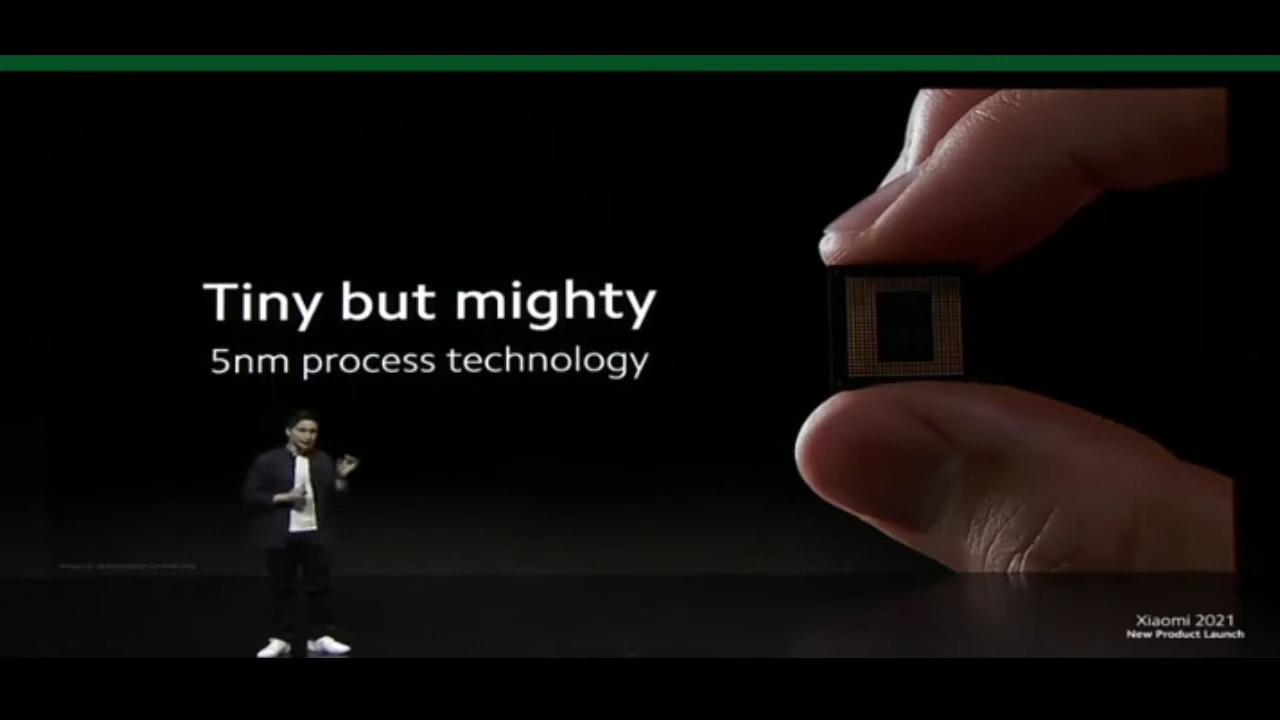 Tiny but mighty
5nm process technology
Xiaomi 2021
New Product Launch